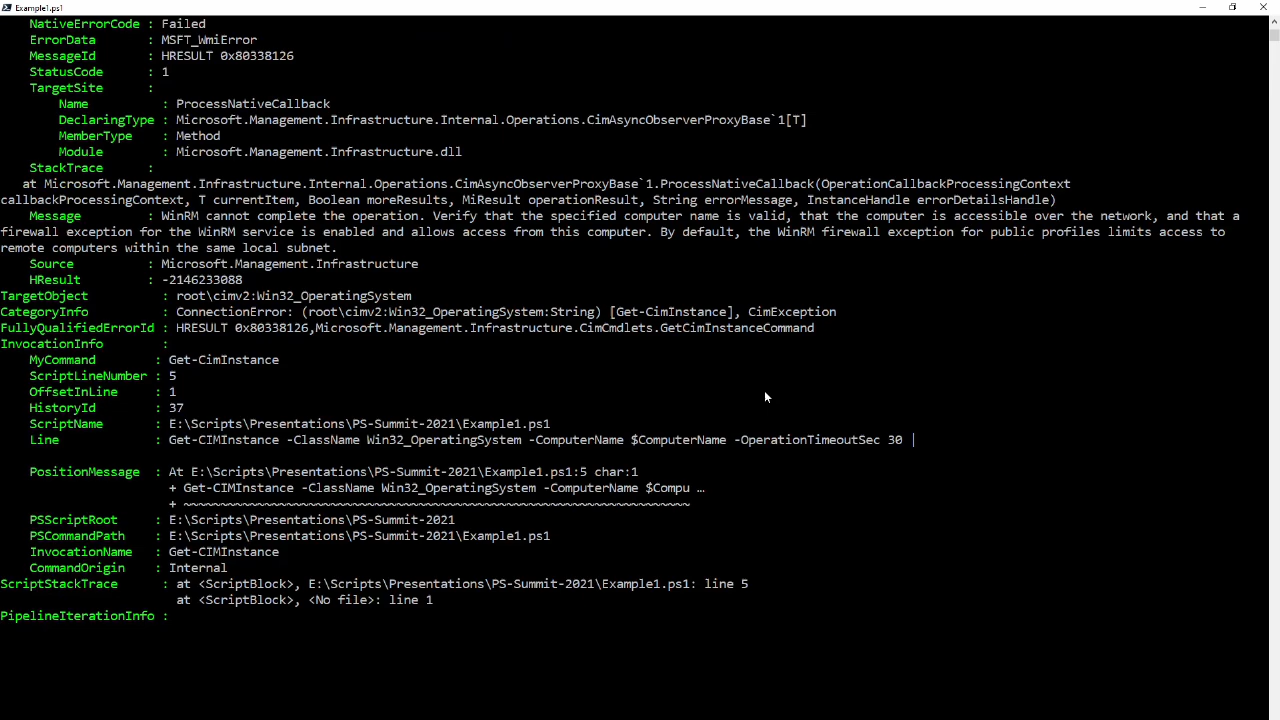 Example1.ps1
NativeErrorCode : Failed
ErrorData : MSFT_WmiError
MessageId : HRESULT 0x80338126
StatusCode : 1
TargetSite :
Name : ProcessNativeCallback
DeclaringType : Microsoft.Management.Infrastructure.Internal.Operations.CimAsyncObserverProxyBase`1[T]
MemberType : Method
Module : Microsoft.Management.Infrastructure.dll
StackTrace :
at Microsoft.Management.Infrastructure.Internal.Operations.CimAsyncObserverProxyBase`1.ProcessNativeCallback(OperationCallbackProcessingContext
callbackProcessingContext, T currentItem, Boolean moreResults, MiResult operationResult, String errorMessage, InstanceHandle errorDetailsHandle)
Message : WinRM cannot complete the operation. Verify that the specified computer name is valid, that the computer is accessible over the network, and that a
firewall exception for the WinRM service is enabled and allows access from this computer. By default, the WinRM firewall exception for public profiles limits access to
remote computers within the same local subnet.
Source : Microsoft.Management.Infrastructure
HResult : -2146233088
TargetObject : root\cimv2:Win32_OperatingSystem
CategoryInfo : ConnectionError: (root\cimv2:Win32_OperatingSystem:String) [Get-CimInstance], CimException
FullyQualifiedErrorId : HRESULT 0x80338126,Microsoft.Management.Infrastructure.CimCmdlets.GetCimInstanceCommand
InvocationInfo :
MyCommand : Get-CimInstance
ScriptLineNumber : 5
OffsetInLine : 1
HistoryId : 37
ScriptName : E:\Scripts\Presentations\PS-Summit-2021\Example1.ps1
Line : Get-CIMInstance -ClassName Win32_OperatingSystem -ComputerName $ComputerName -OperationTimeoutSec 30 |
PositionMessage : At E:\Scripts\Presentations\PS-Summit-2021\Example1.ps1:5 char:1
+ Get-CIMInstance -ClassName Win32_OperatingSystem -ComputerName $Compu …
+ ~~~~~~~~~~~~~~~~~~~~~~~~~~~~~~~~~~~~~~~~~~~~~~~~~~~~~~~~~~~~~~~~~~~~~
PSScriptRoot : E:\Scripts\Presentations\PS-Summit-2021
PSCommandPath : E:\Scripts\Presentations\PS-Summit-2021\Example1.ps1
InvocationName : Get-CIMInstance
CommandOrigin : Internal
ScriptStackTrace : at <ScriptBlock>, E:\Scripts\Presentations\PS-Summit-2021\Example1.ps1: line 5
at <ScriptBlock>, <No file>: line 1
PipelineIterationInfo :